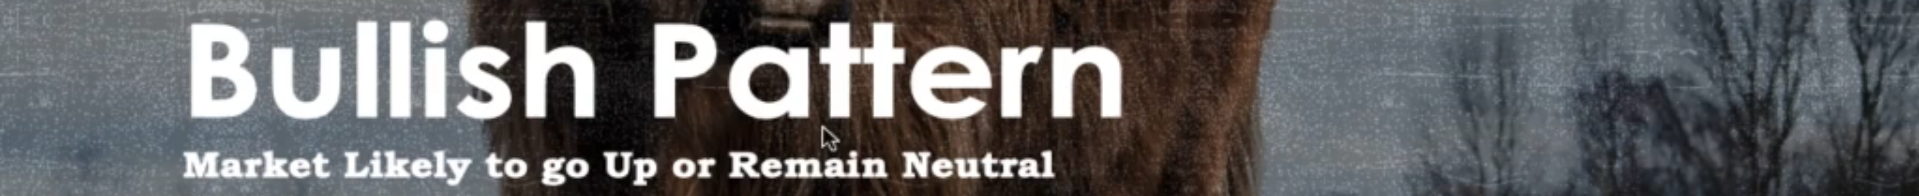 Bullish Pattern
Market Likely to go Up or Remain Neutral